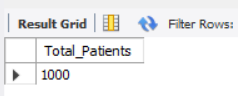 Result Grid Filter Rows:
Total_Patients
1000